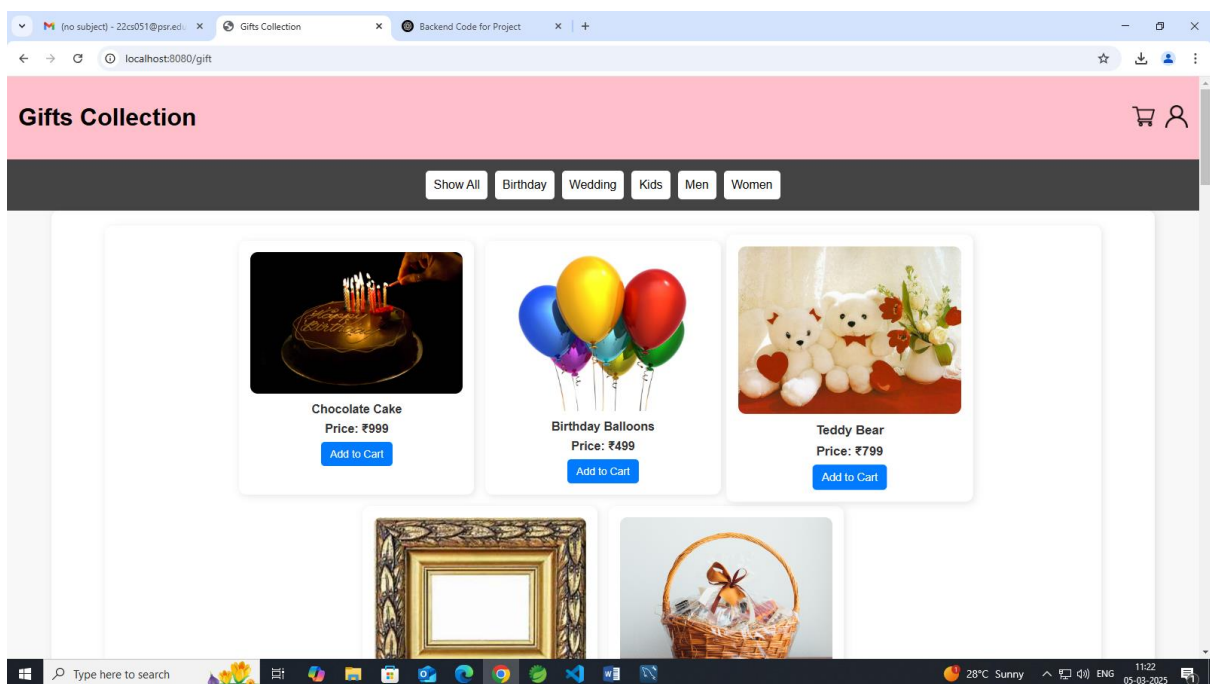 (no subject) - 22cs051@psr.edu
Gifts Collection
Backend Code for Project
localhost:8080/gift
Gifts Collection
Show All Birthday Wedding Kids Men Women
Chocolate Cake
Price: ₹999
Add to Cart
Birthday Balloons
Price: ₹499
Add to Cart
Teddy Bear
Price: ₹799
Add to Cart
Type here to search
28°C Sunny
ENG
11:22
05-03-2025